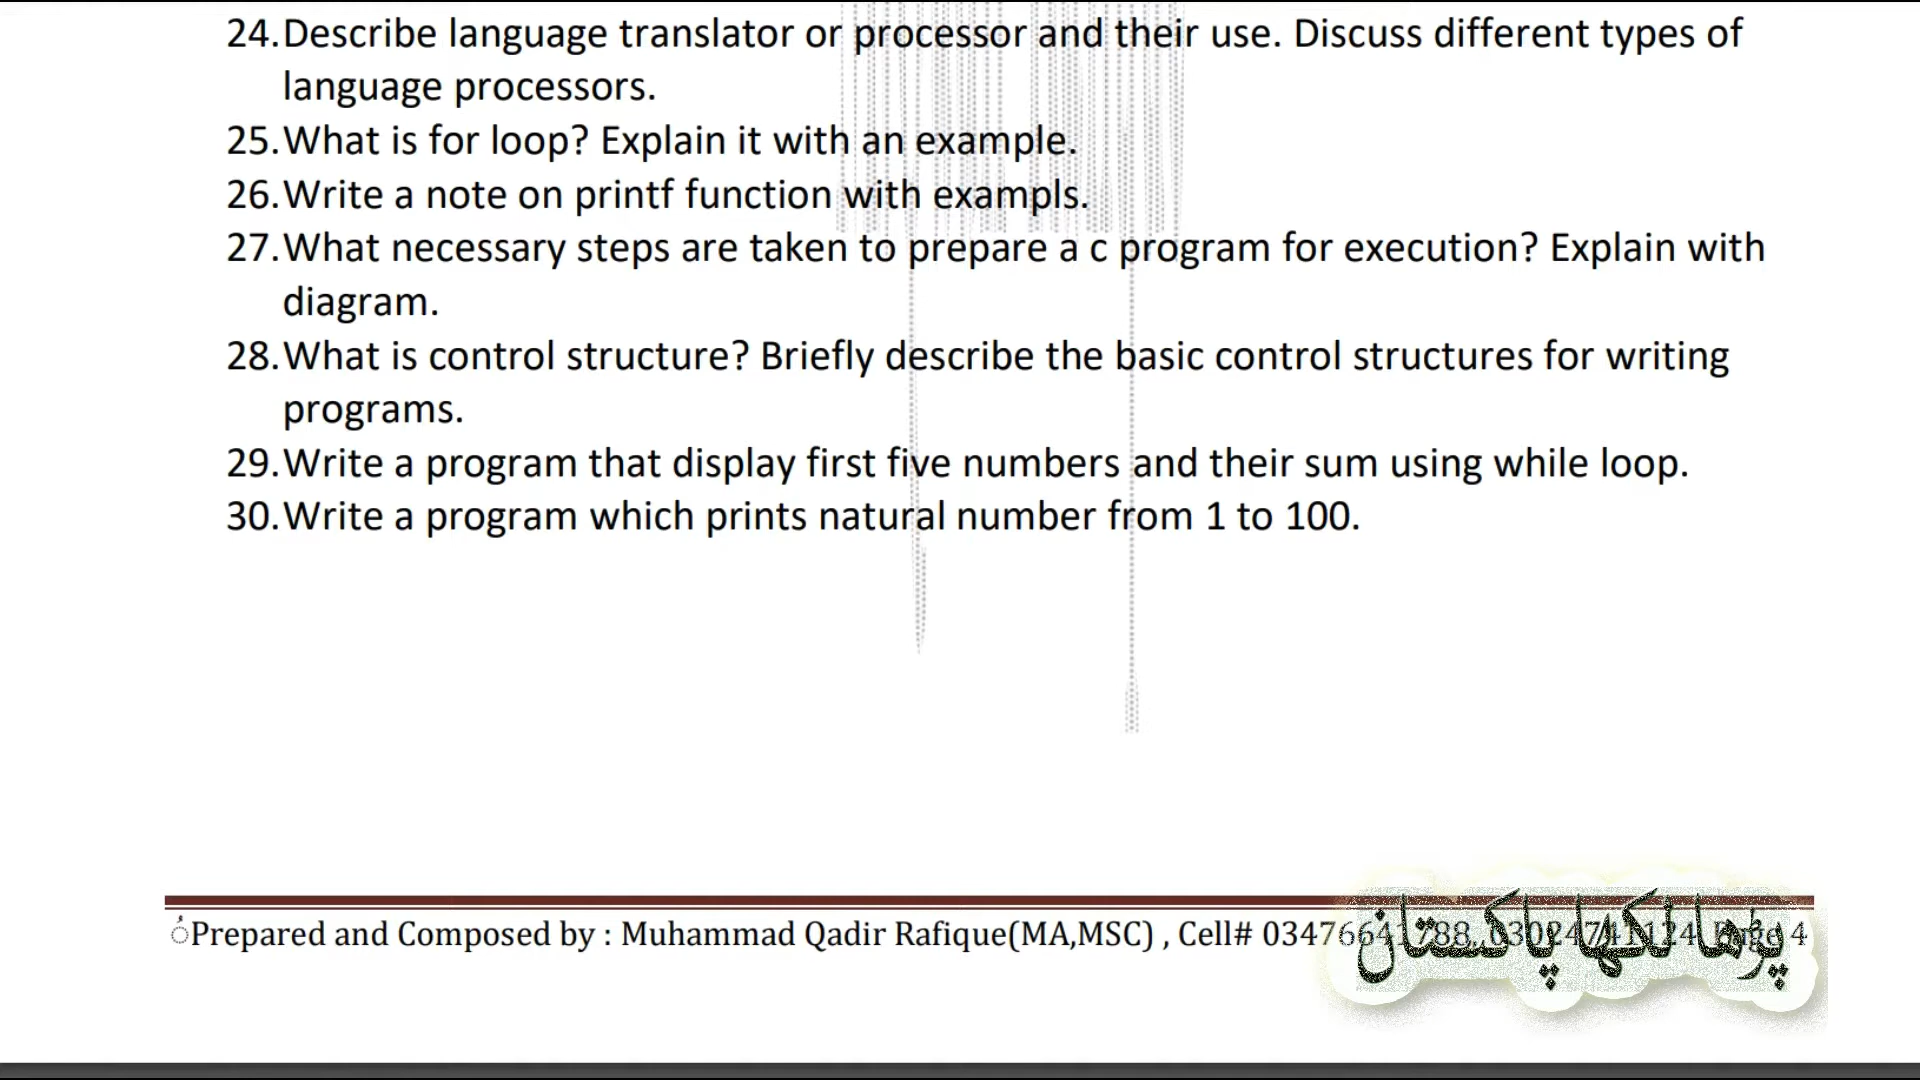 24.Describe language translator or processor and their use. Discuss different types of
language processors.
25.What is for loop? Explain it with an example.
26.Write a note on printf function with exampls.
27.What necessary steps are taken to prepare a c program for execution? Explain with
diagram.
28.What is control structure? Briefly describe the basic control structures for writing
programs.
29.Write a program that display first five numbers and their sum using while loop.
30.Write a program which prints natural number from 1 to 100.
Prepared and Composed by : Muhammad Qadir Rafique(MA,MSC) , Cell# 03476641788, 03024741124 Page 4
پڑھا لکھا پاکستان